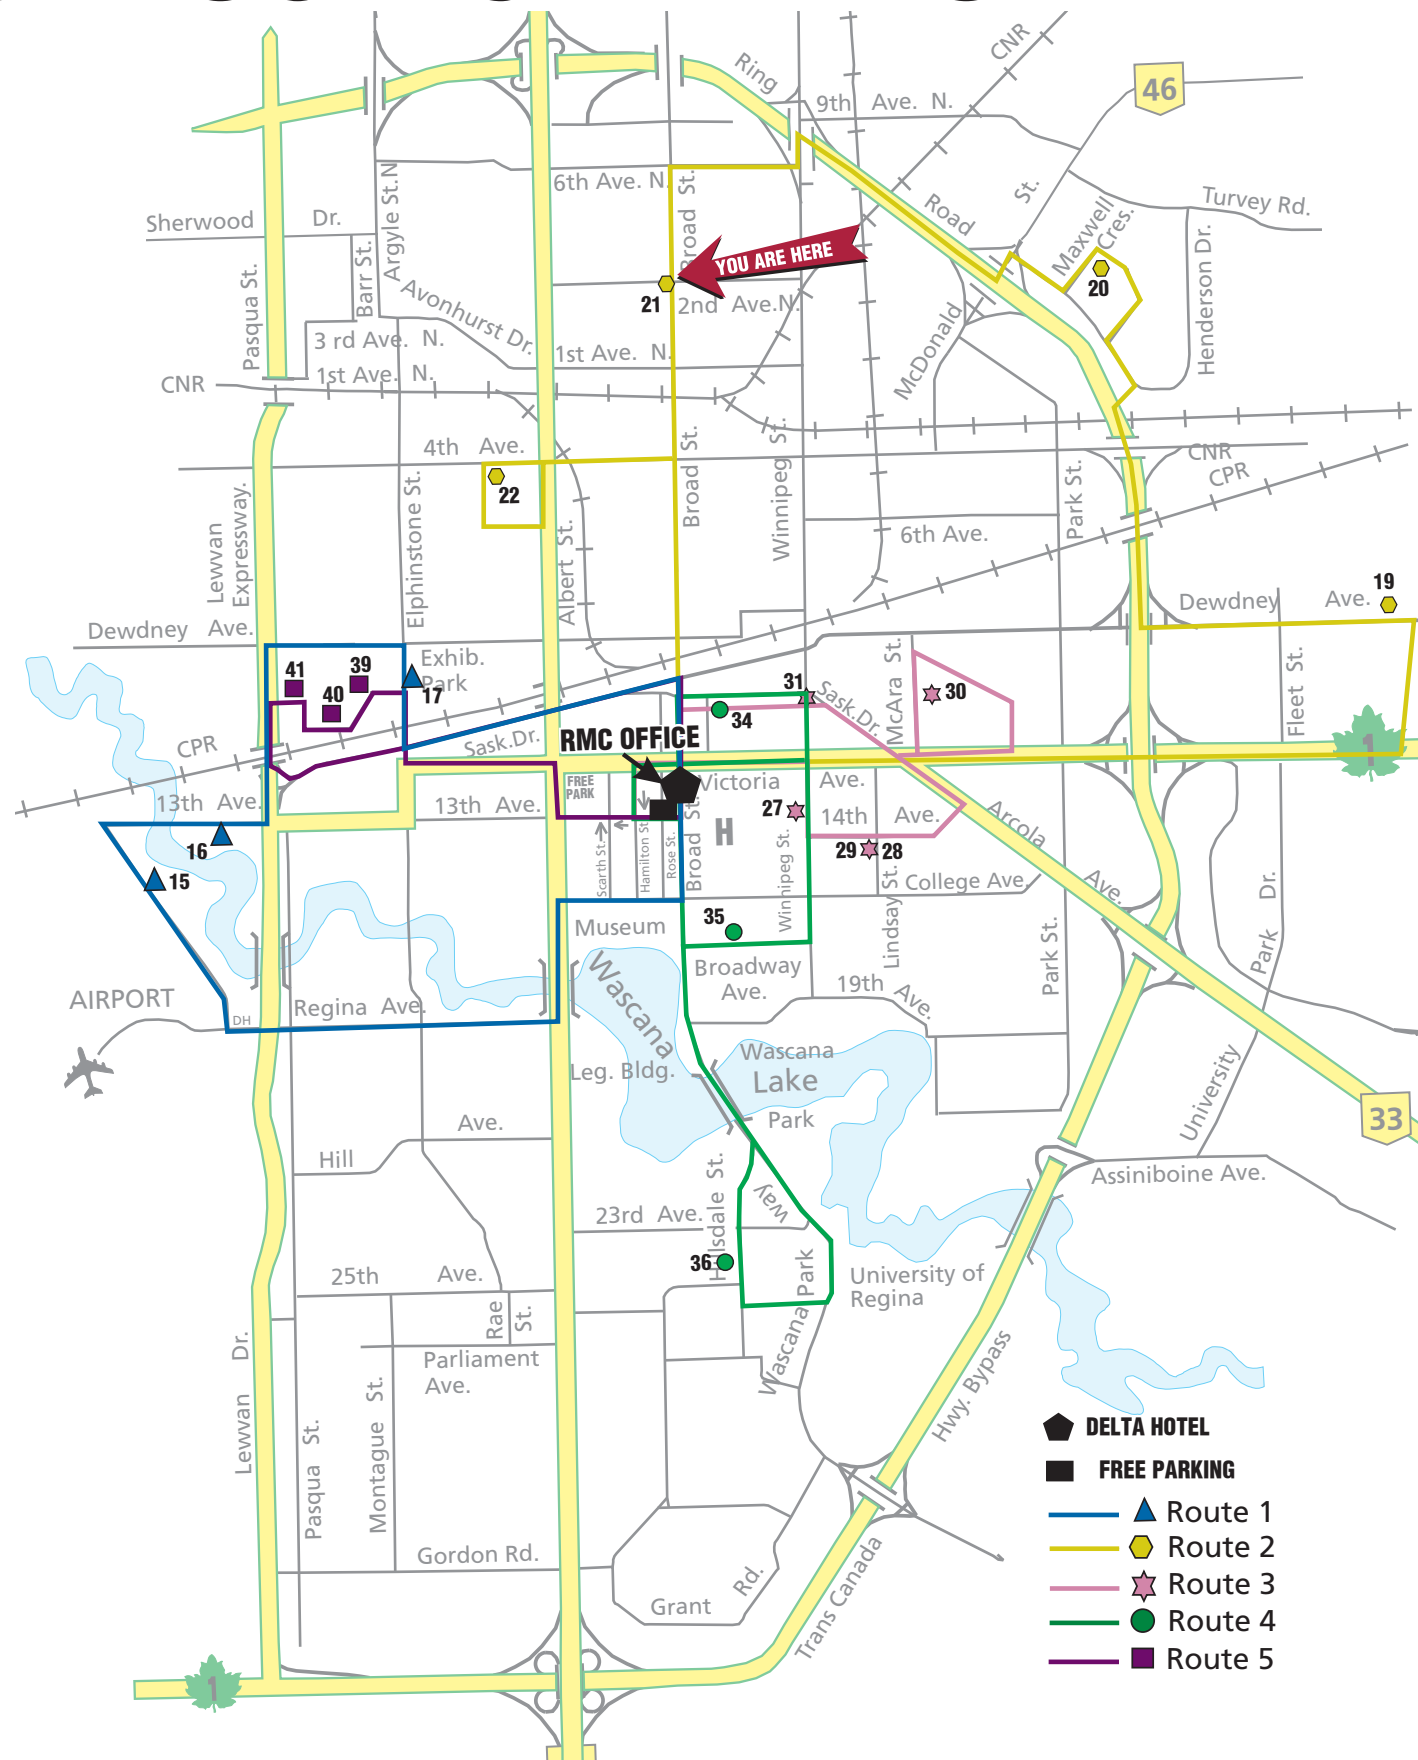 Ring
CNR
46
9th Ave. N.
6th Ave. N.
Broad St.
Argyle St.N
Sherwood Dr.
Barr St.
Pasqua St.
Road
St.
Maxwell
Cres.
Turvey Rd.
Henderson Dr.
YOU ARE HERE
20
21
2nd Ave.N.
Avonhurst Dr.
3 rd Ave. N.
1st Ave. N.
1st Ave. N.
CNR
McDonald
4th Ave.
22
Broad St.
Winnipeg St.
CNR
CPR
Park St.
6th Ave.
Lewvan
Expressway.
Elphinstone St.
Albert St.
19
Dewdney Ave.
Dewdney Ave.
Exhib.
Park
41
39
40
17
31
Sask.Dr.
McAra St.
30
Fleet St.
34
CPR
Sask.Dr.
RMC OFFICE
1
FREE
PARK
Victoria Ave.
13th Ave.
13th Ave.
27
14th Ave.
Arcola
Ave.
H
16
15
Scarth St.
Hamilton St.
Rose St.
Broad St.
Winnipeg St.
29
28
College Ave.
Lindsay St.
35
Museum
Broadway
Ave.
Park St.
Park Dr.
19th Ave.
AIRPORT
DH
Regina Ave.
Wascana
Leg. Bldg.
Wascana
Lake
Park
University
33
Ave.
Hill
Hillsdale St.
Way
Assiniboine Ave.
23rd Ave.
36
25th Ave.
University of
Regina
Wascana Park
Rae St.
Lewvan Dr.
Parliament
Ave.
Pasqua St.
Montague St.
Hwy. Bypass
Gordon Rd.
Grant Rd.
Trans Canada
1
DELTA HOTEL
FREE PARKING
Route 1
Route 2
Route 3
Route 4
Route 5